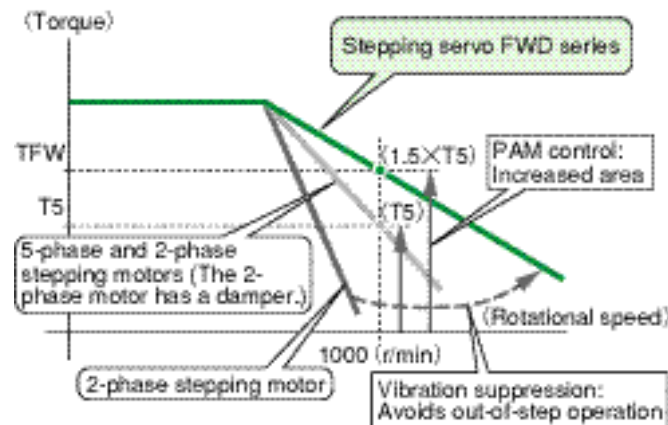 (Torque)
Stepping servo FWD series
TFW
(1.5×T5)
PAM control:
Increased area
T5
(T5)
5-phase and 2-phase
stepping motors (The 2-
phase motor has a damper.)
(Rotational speed)
1000 (r/min)
2-phase stepping motor
Vibration suppression:
Avoids out-of-step operation